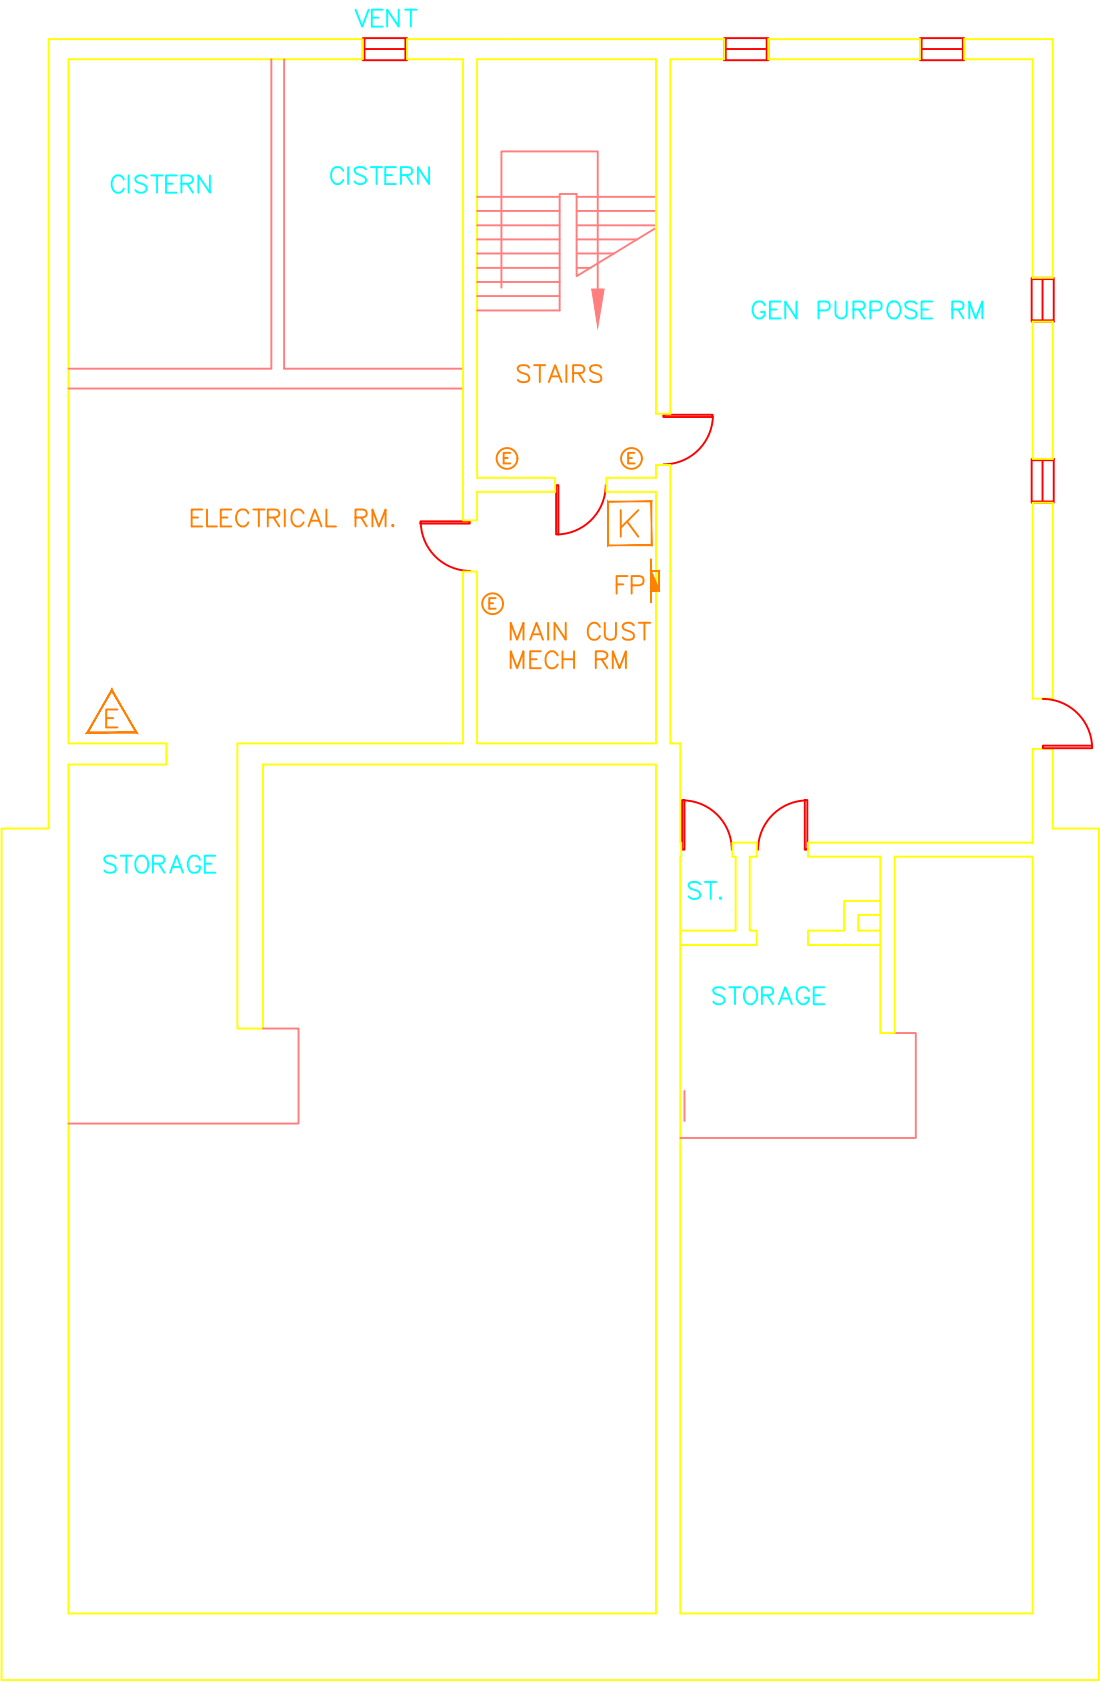 VENT
CISTERN
CISTERN
GEN PURPOSE RM
STAIRS
E
E
ELECTRICAL RM.
K
FP
E
MAIN CUST
MECH RM
E
STORAGE
ST.
STORAGE